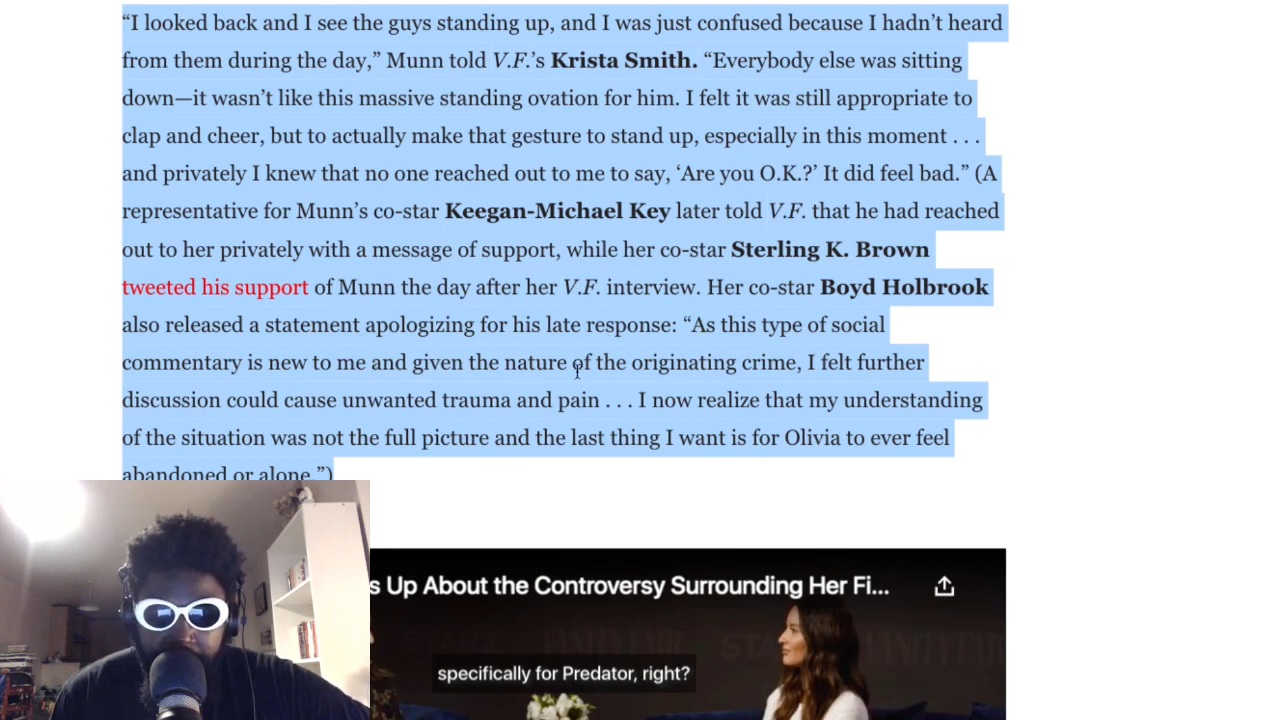 “I looked back and I see the guys standing up, and I was just confused because I hadn’t heard
from them during the day,” Munn told V.F.’s Krista Smith. “Everybody else was sitting
down—it wasn’t like this massive standing ovation for him. I felt it was still appropriate to
clap and cheer, but to actually make that gesture to stand up, especially in this moment . . .
and privately I knew that no one reached out to me to say, ‘Are you O.K.?’ It did feel bad.” (A
representative for Munn’s co-star Keegan-Michael Key later told V.F. that he had reached
out to her privately with a message of support, while her co-star Sterling K. Brown
tweeted his support of Munn the day after her V.F. interview. Her co-star Boyd Holbrook
also released a statement apologizing for his late response: “As this type of social
commentary is new to me and given the nature of the originating crime, I felt further
discussion could cause unwanted trauma and pain . . . I now realize that my understanding
of the situation was not the full picture and the last thing I want is for Olivia to ever feel
abandoned or alone.”)
s Up About the Controversy Surrounding Her Fi...
specifically for Predator, right?